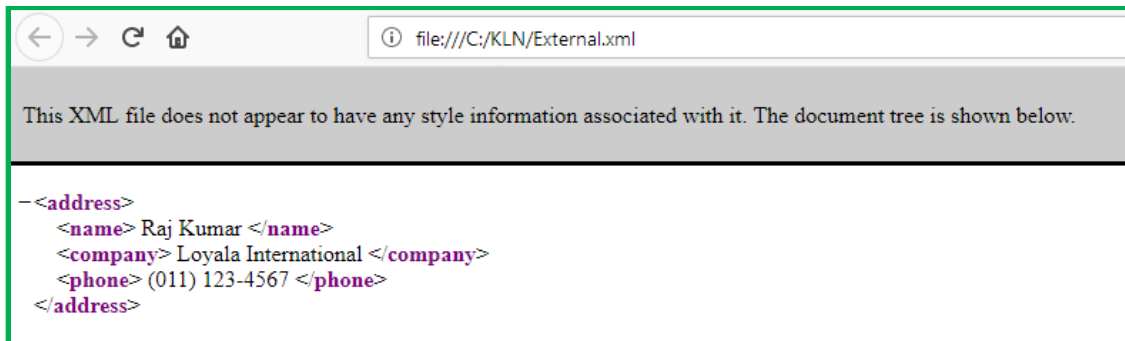 file:///C:/KLN/External.xml
This XML file does not appear to have any style information associated with it. The document tree is shown below.
−<address>
<name> Raj Kumar </name>
<company> Loyala International </company>
<phone> (011) 123-4567 </phone>
</address>